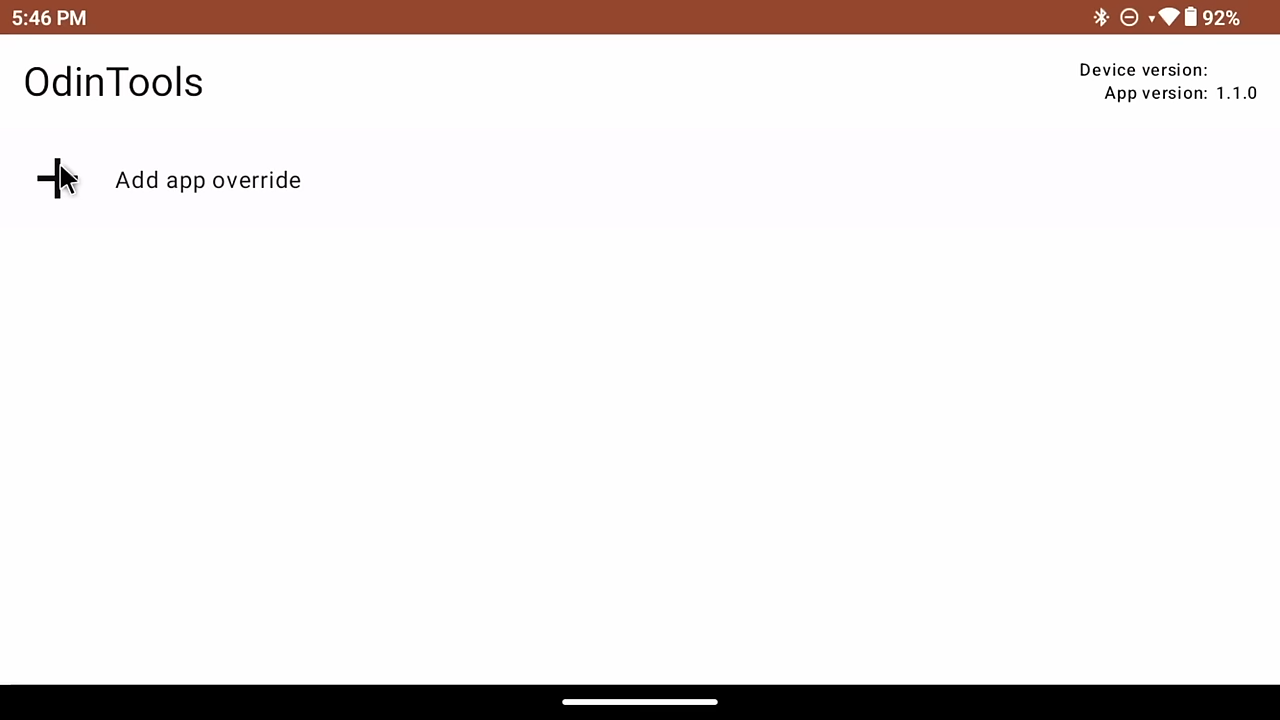 5:46 PM
92%
OdinTools
Device version:
App version: 1.1.0
Add app override